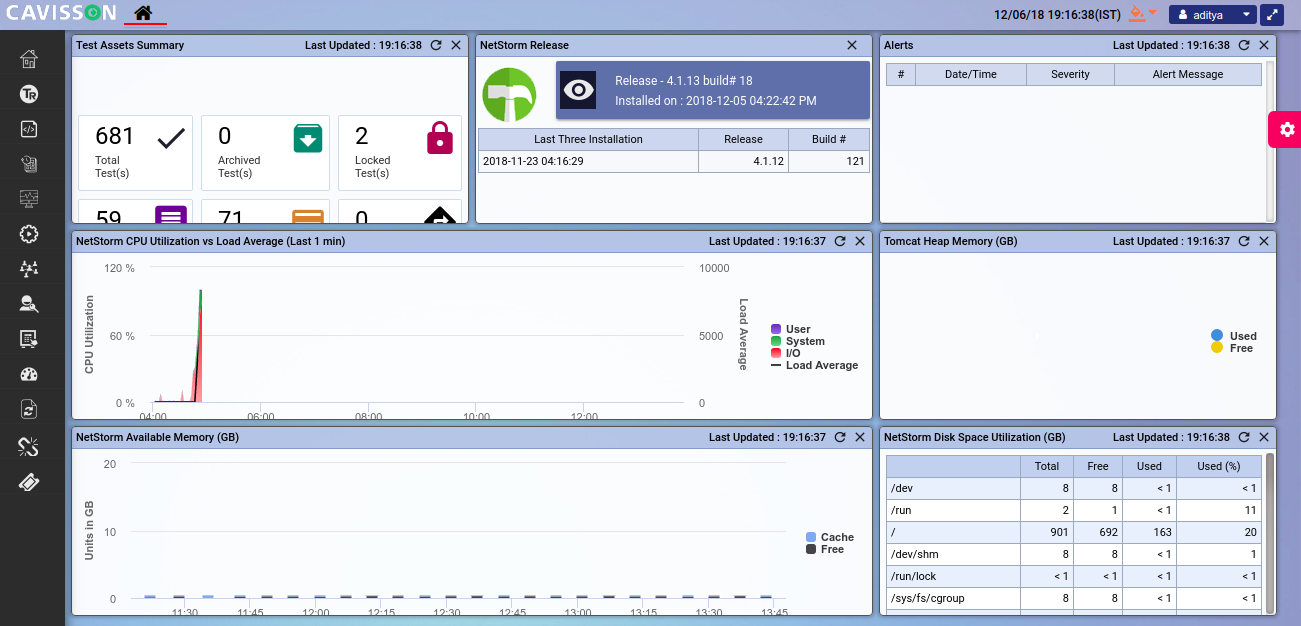 CAVISSON
12/06/18 19:16:38(IST)
aditya
Test Assets Summary
Last Updated : 19:16:38
681
Total
Test(s)
0
Archived
Test(s)
2
Locked
Test(s)
59
71
0
NetStorm Release
Release - 4.1.13 build# 18
Installed on : 2018-12-05 04:22:42 PM
Last Three Installation Release Build #
2018-11-23 04:16:29 4.1.12 121
Alerts
Last Updated : 19:16:38
# Date/Time Severity Alert Message
NetStorm CPU Utilization vs Load Average (Last 1 min)
Last Updated : 19:16:37
CPU Utilization
120 %
60 %
0 %
04:00 06:00 08:00 10:00 12:00
10000
5000
0
Load Average
User
System
I/O
Load Average
Tomcat Heap Memory (GB)
Last Updated : 19:16:37
Used
Free
NetStorm Available Memory (GB)
Last Updated : 19:16:37
Units in GB
20
10
0
11:30 11:45 12:00 12:15 12:30 12:45 13:00 13:15 13:30 13:45
Cache
Free
NetStorm Disk Space Utilization (GB)
Last Updated : 19:16:38
Total Free Used Used (%)
/dev 8 8 < 1 < 1
/run 2 1 < 1 11
/ 901 692 163 20
/dev/shm 8 8 < 1 1
/run/lock < 1 < 1 < 1 < 1
/sys/fs/cgroup 8 8 < 1 < 1